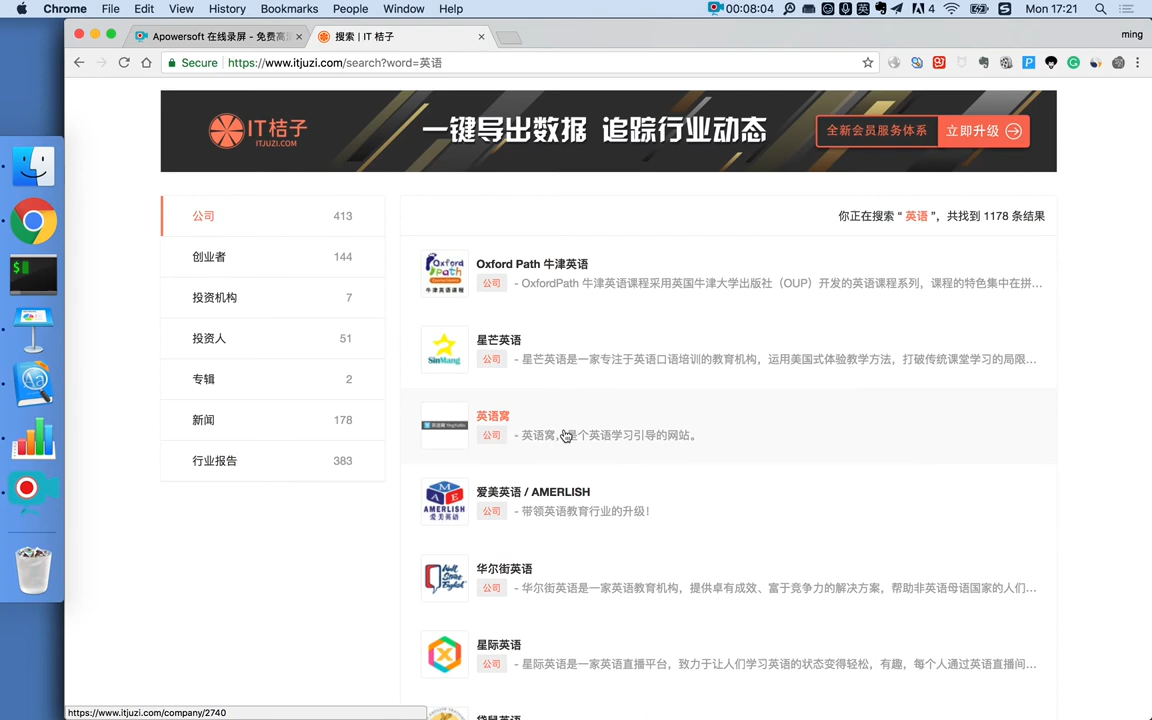 Chrome File Edit View History Bookmarks People Window Help 00:08:04 4 Mon 17:21
Apowersoft 在线录屏 - 免费高 搜索 | IT 桔子 ming
Secure https://www.itjuzi.com/search?word=英语
IT桔子
ITJUZI.COM
一键导出数据 追踪行业动态
全新会员服务体系 立即升级
公司 413
创业者 144
投资机构 7
投资人 51
专辑 2
新闻 178
行业报告 383
你正在搜索 “ 英语 ”，共找到 1178 条结果
Oxford Path 牛津英语
公司 - OxfordPath 牛津英语课程采用英国牛津大学出版社（OUP）开发的英语课程系列，课程的特色集中在拼...
Oxford
Path
牛津英语课程
星芒英语
公司 - 星芒英语是一家专注于英语口语培训的教育机构，运用美国式体验教学方法，打破传统课堂学习的局限...
SinMang
英语窝
公司 - 英语窝，是个英语学习引导的网站。
爱美英语 / AMERLISH
公司 - 带领英语教育行业的升级！
AME
AMERLISH
爱美英语
华尔街英语
公司 - 华尔街英语是一家英语教育机构，提供卓有成效、富于竞争力的解决方案，帮助非英语母语国家的人们...
Wall
Street
English
星际英语
公司 - 星际英语是一家英语直播平台，致力于让人们学习英语的状态变得轻松，有趣，每个人通过英语直播间...
袋鼠英语
https://www.itjuzi.com/company/2740